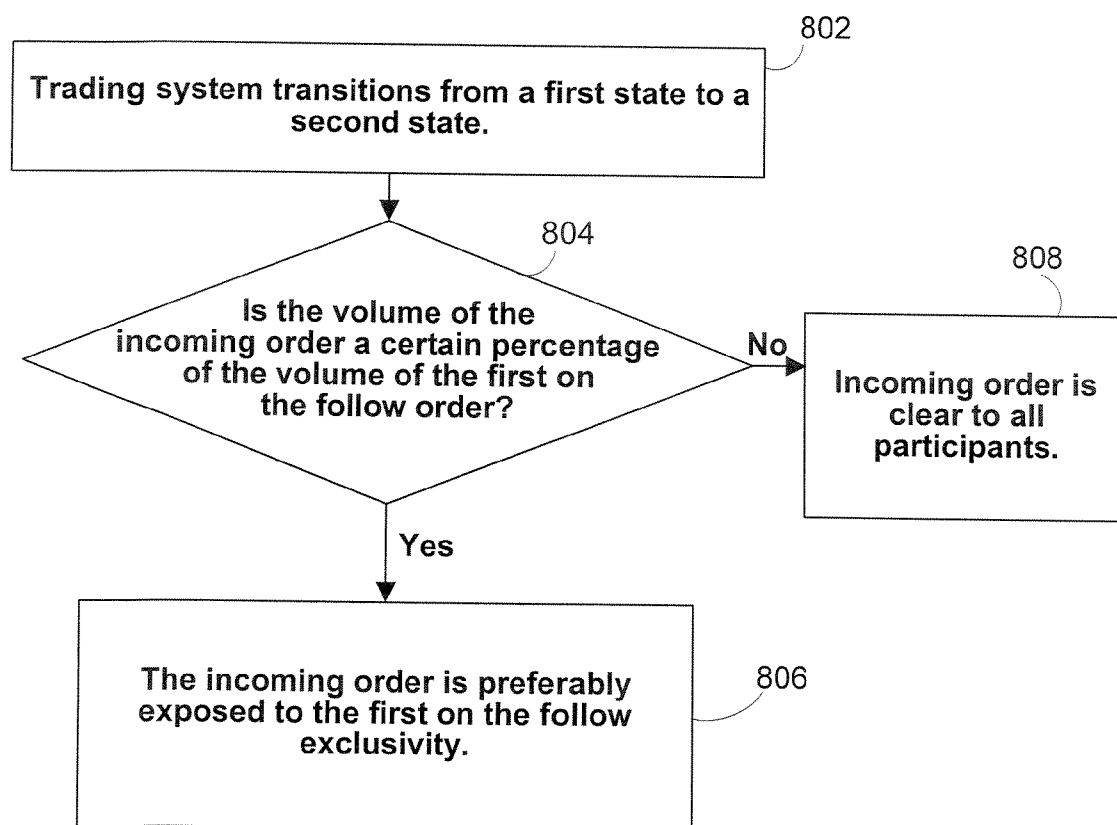 802
Trading system transitions from a first state to a
second state.
804
Is the volume of the
incoming order a certain percentage
of the volume of the first on
the follow order?
No
808
Incoming order is
clear to all
participants.
Yes
The incoming order is preferably
exposed to the first on the follow
exclusivity.
806